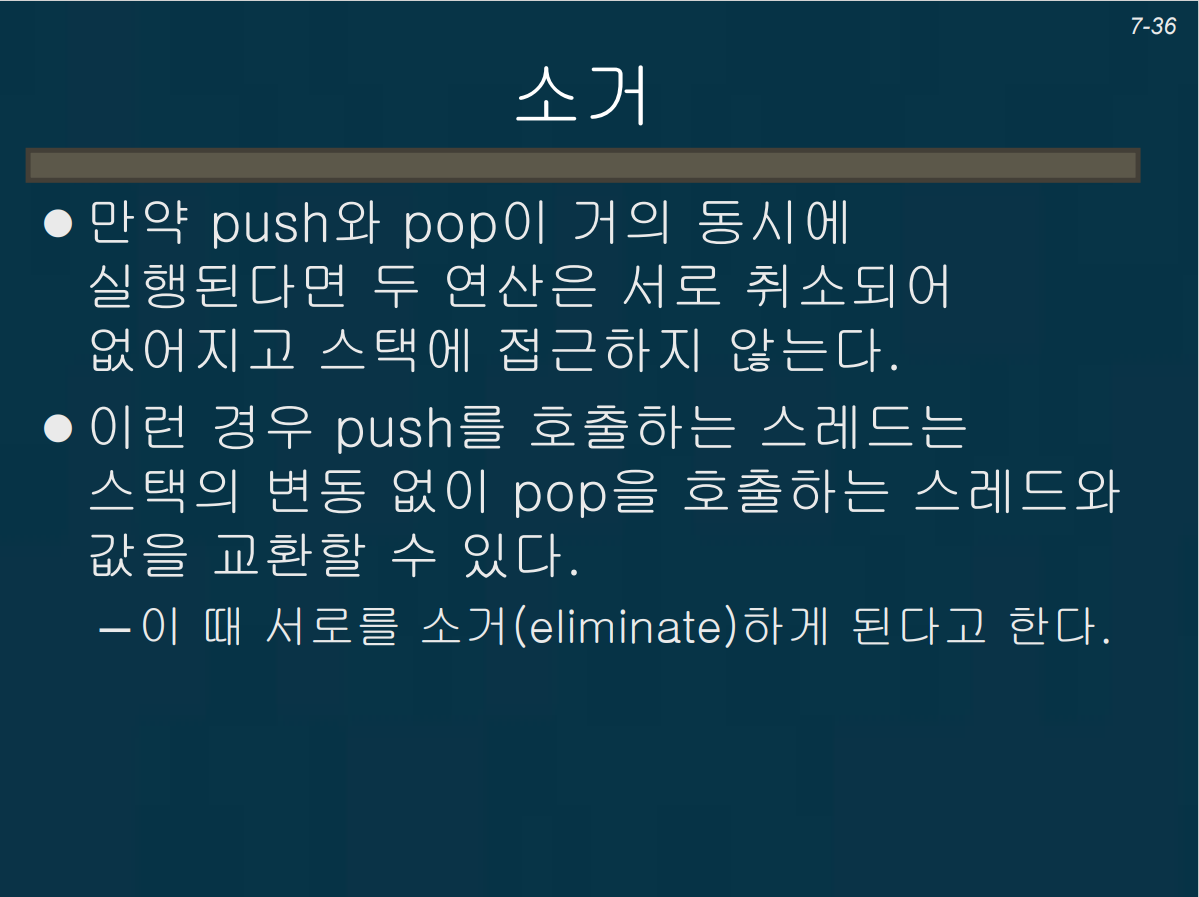 7-36
소거
● 만약 push와 pop이 거의 동시에
실행된다면 두 연산은 서로 취소되어
없어지고 스택에 접근하지 않는다.
● 이런 경우 push를 호출하는 스레드는
스택의 변동 없이 pop을 호출하는 스레드와
값을 교환할 수 있다.
–이 때 서로를 소거(eliminate)하게 된다고 한다.